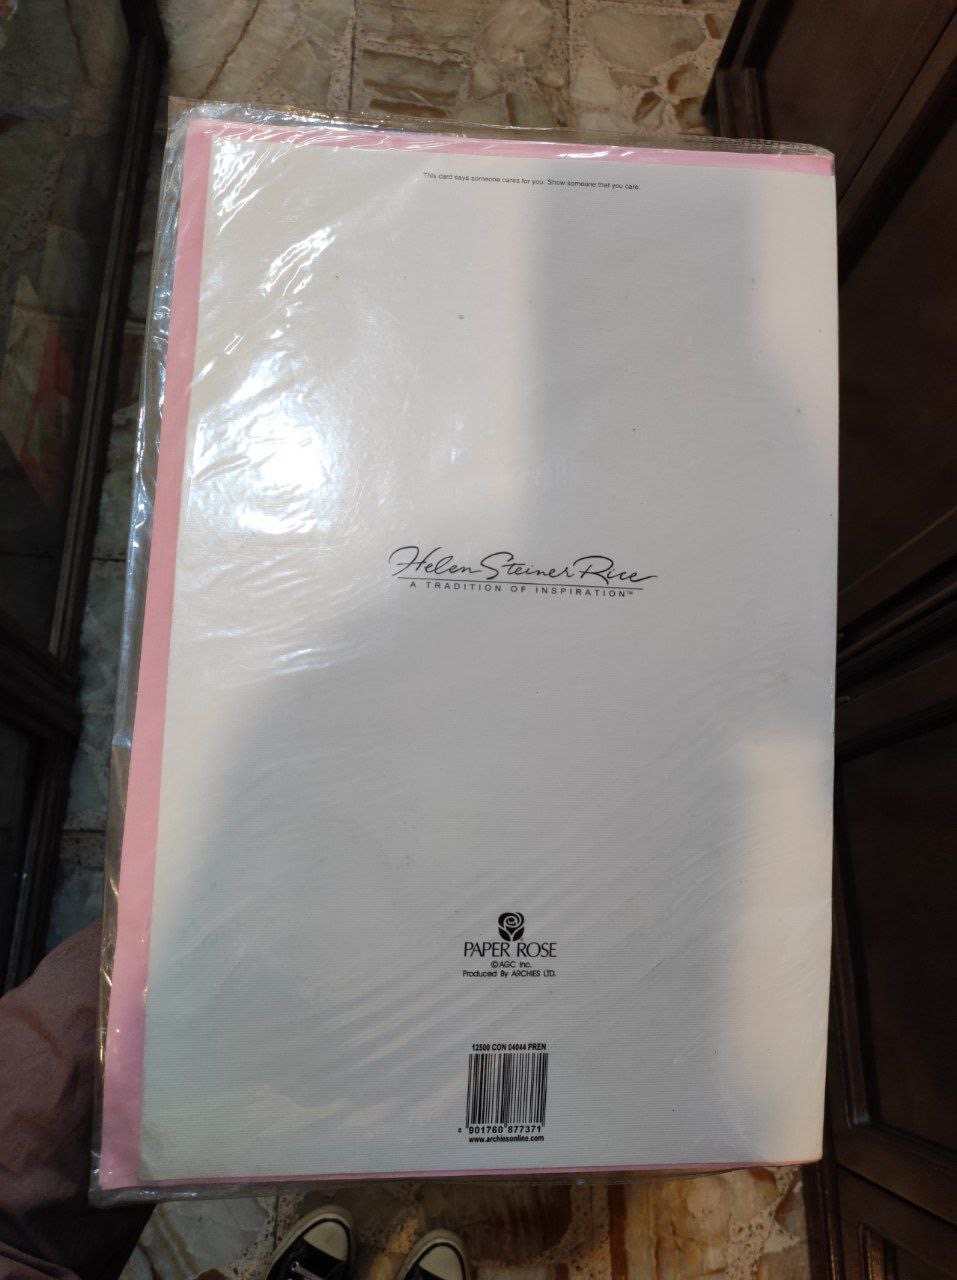 This card says someone cares for you. Show someone that you care.
Helen Steiner Rice
A TRADITION OF INSPIRATION™
PAPER ROSE
©AGC Inc.
Produced By ARCHIES LTD.
12500 CON 04044 PREN
8 901760 877371
www.archiesonline.com